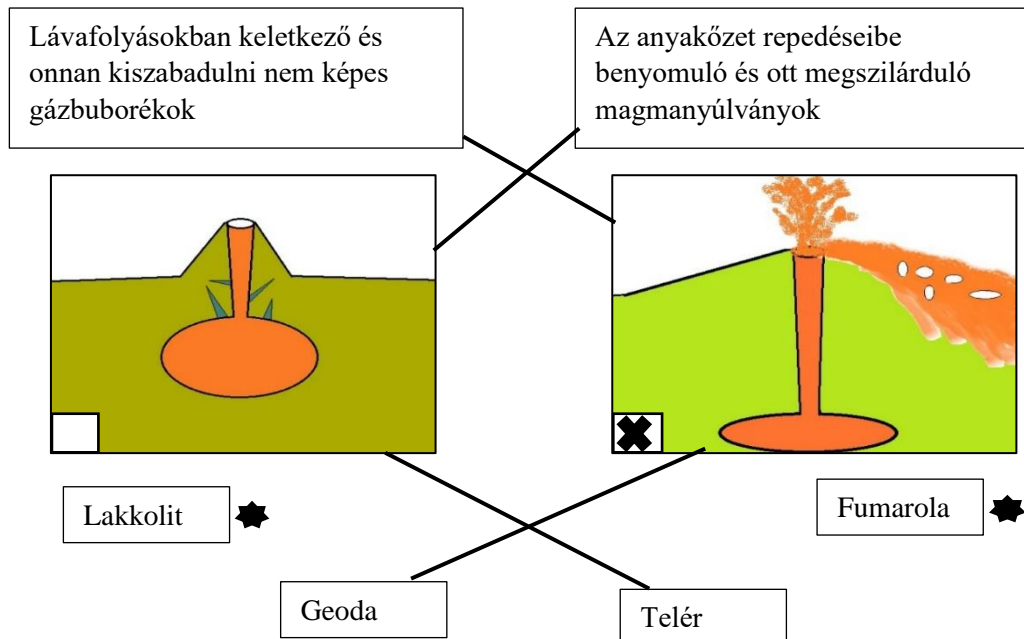 Lávafolyásokban keletkező és
onnan kiszabadulni nem képes
gázbuborékok
Az anyakőzet repedéseibe
benyomuló és ott megszilárduló
magmanyúlványok
Lakkolit
Fumarola
Geoda
Telér